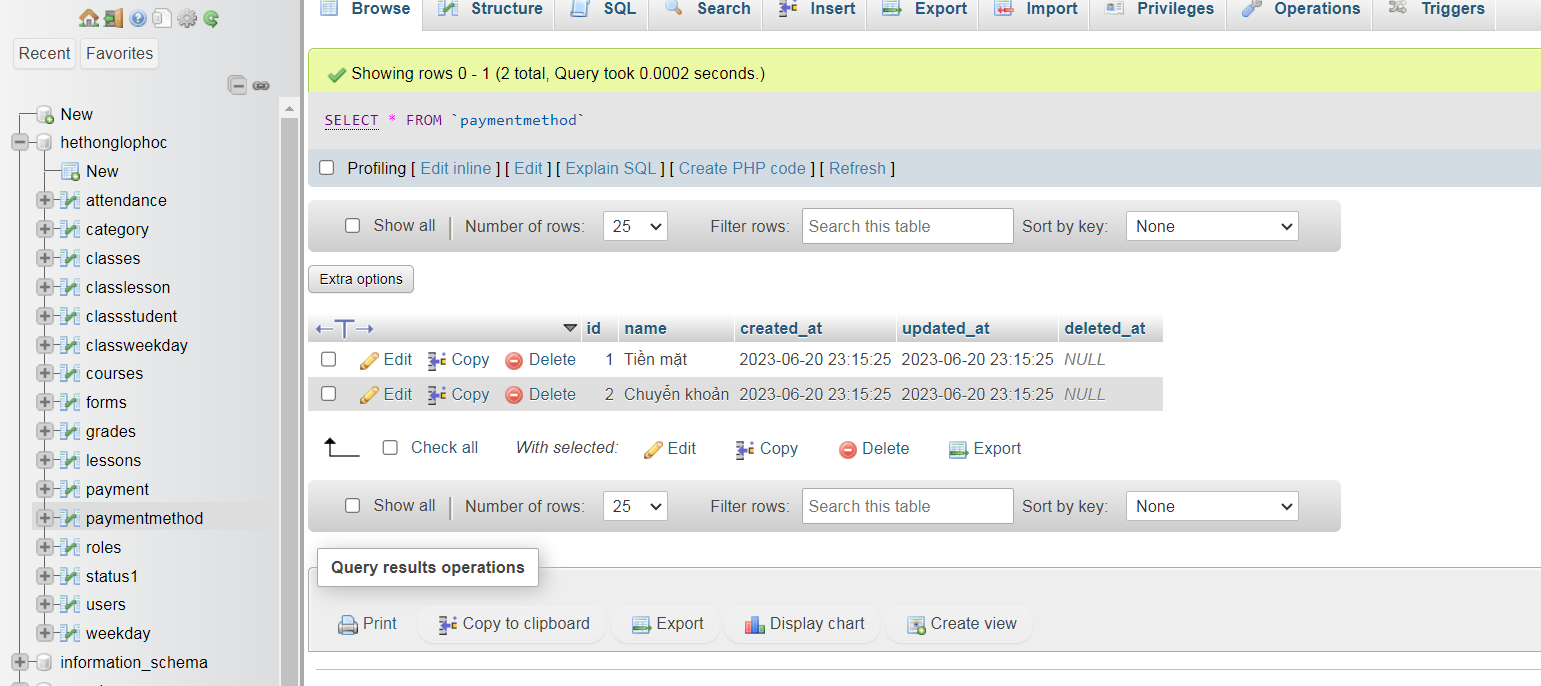 Browse Structure SQL Search Insert Export Import Privileges Operations Triggers
Recent Favorites
New
hethonglophoc
New
attendance
category
classes
classlesson
classstudent
classweekday
courses
forms
grades
lessons
payment
paymentmethod
roles
status1
users
weekday
information_schema
Showing rows 0 - 1 (2 total, Query took 0.0002 seconds.)
SELECT * FROM `paymentmethod`
Profiling [ Edit inline ] [ Edit ] [ Explain SQL ] [ Create PHP code ] [ Refresh ]
Show all Number of rows: 25 Filter rows: Search this table Sort by key: None
Extra options
←T→ id name created_at updated_at deleted_at
Edit Copy Delete 1 Tiền mặt 2023-06-20 23:15:25 2023-06-20 23:15:25 NULL
Edit Copy Delete 2 Chuyển khoản 2023-06-20 23:15:25 2023-06-20 23:15:25 NULL
Check all With selected: Edit Copy Delete Export
Show all Number of rows: 25 Filter rows: Search this table Sort by key: None
Query results operations
Print Copy to clipboard Export Display chart Create view